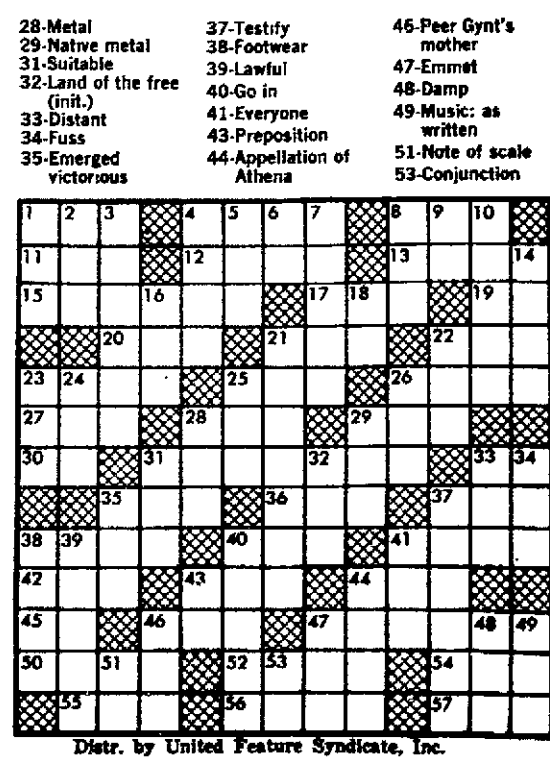 28-Metal
29-Native metal
31-Suitable
32-Land of the free
(init.)
33-Distant
34-Fuss
35-Emerged
victorious
37-Testify
38-Footwear
39-Lawful
40-Go in
41-Everyone
43-Preposition
44-Appellation of
Athena
46-Peer Gynt's
mother
47-Emmet
48-Damp
49-Music: as
written
51-Note of scale
53-Conjunction
1 2 3 4 5 6 7 8 9 10
11 12 13 14
15 16 17 18 19
20 21 22
23 24 25 26
27 28 29
30 31 32 33 34
35 36 37
38 39 40 41
42 43 44
45 46 47 48 49
50 51 52 53 54
55 56 57
Distr. by United Feature Syndicate, Inc.